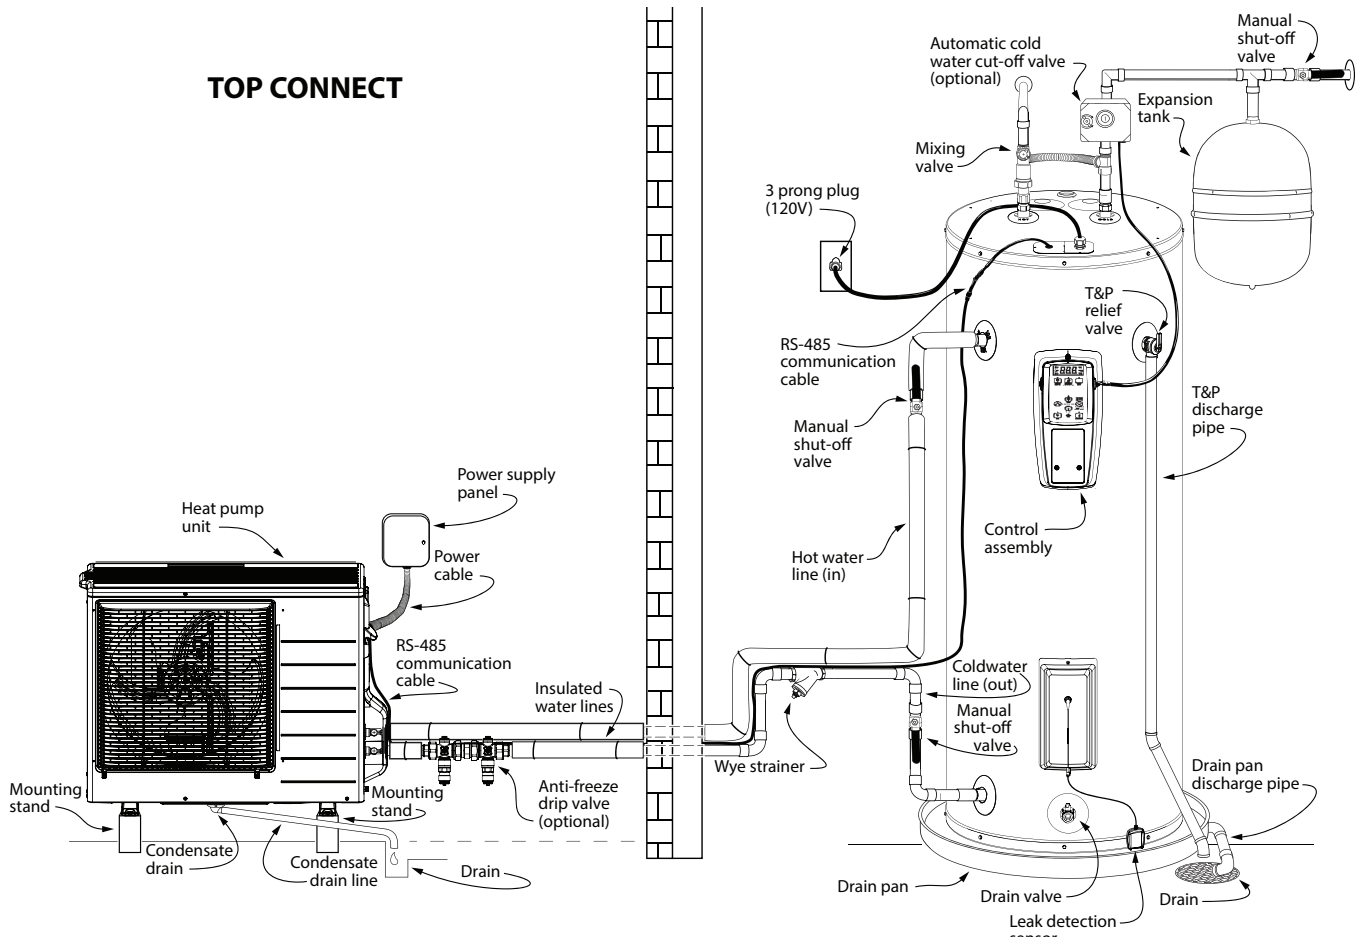 TOP CONNECT
Manual
shut-off
valve
Automatic cold
water cut-off valve
(optional)
Expansion
tank
Mixing
valve
3 prong plug
(120V)
HOT
COLD
T&P
relief
valve
RS-485
communication
cable
T&P
discharge
pipe
Manual
shut-off
valve
Power supply
panel
Heat pump
unit
Control
assembly
Hot water
line (in)
Power
cable
RS-485
communication
cable
Insulated
water lines
Coldwater
line (out)
Manual
shut-off
valve
Wye strainer
Drain pan
discharge pipe
Mounting
stand
Mounting
stand
Anti-freeze
drip valve
(optional)
Condensate
drain
Condensate
drain line
Drain
Drain pan
Drain valve
Drain
Leak detection
sensor